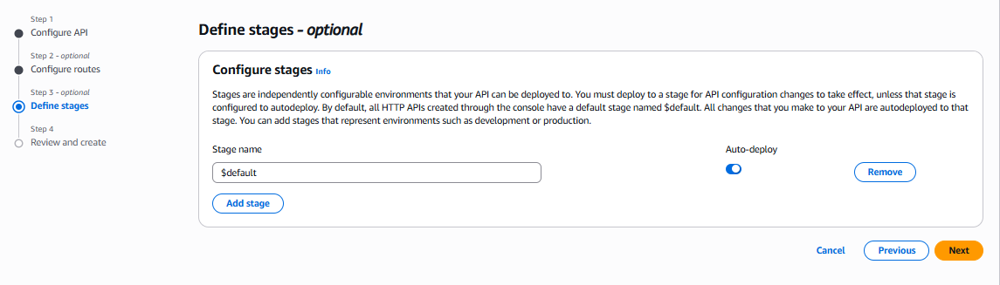 Step 1
Configure API
Step 2 - optional
Configure routes
Step 3 - optional
Define stages
Step 4
Review and create
Define stages - optional
Configure stages Info
Stages are independently configurable environments that your API can be deployed to. You must deploy to a stage for API configuration changes to take effect, unless that stage is
configured to autodeploy. By default, all HTTP APIs created through the console have a default stage named $default. All changes that you make to your API are autodeployed to that
stage. You can add stages that represent environments such as development or production.
Stage name
Auto-deploy
$default
Remove
Add stage
Cancel
Previous
Next